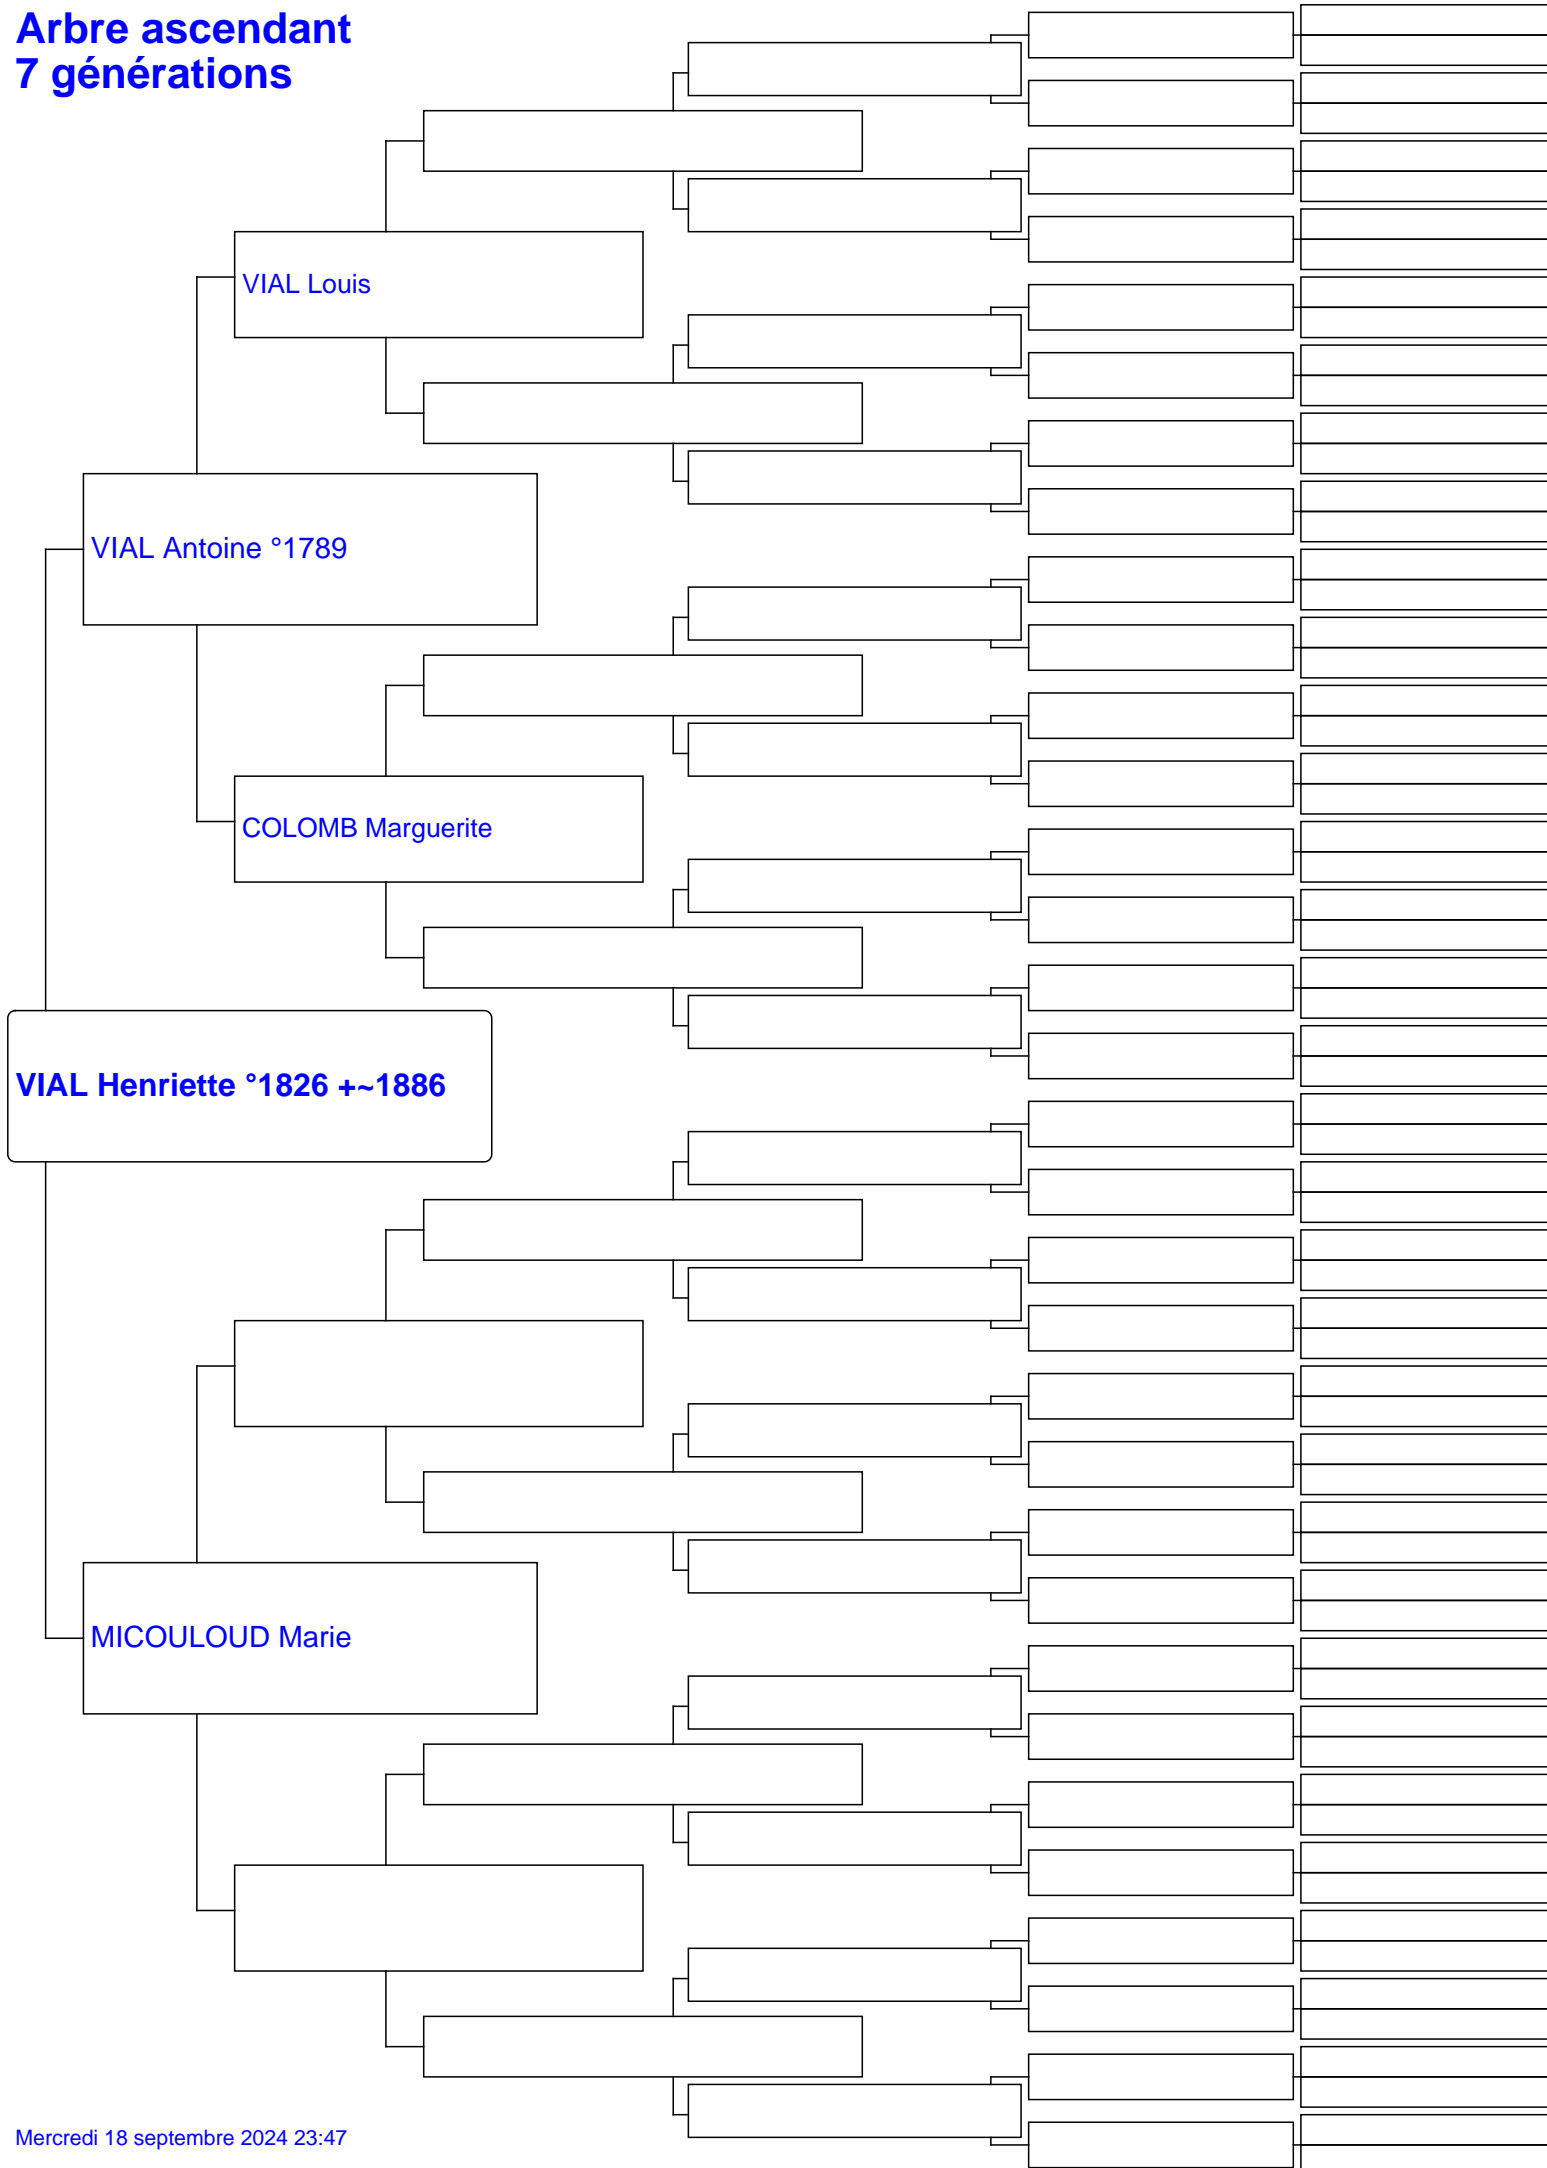 Arbre ascendant
7 générations
VIAL Louis
VIAL Antoine °1789
COLOMB Marguerite
VIAL Henriette °1826 +~1886
MICOULOUD Marie
Mercredi 18 septembre 2024 23:47